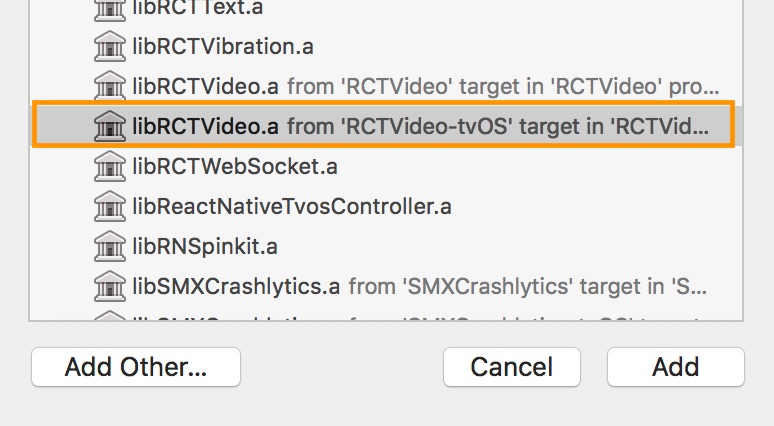 libRCTText.a
libRCTVibration.a
libRCTVideo.a from 'RCTVideo' target in 'RCTVideo' pro...
libRCTVideo.a from 'RCTVideo-tvOS' target in 'RCTVid...
libRCTWebSocket.a
libReactNativeTvosController.a
libRNSpinkit.a
libSMXCrashlytics.a from 'SMXCrashlytics' target in 'S...
Add Other...
Cancel
Add